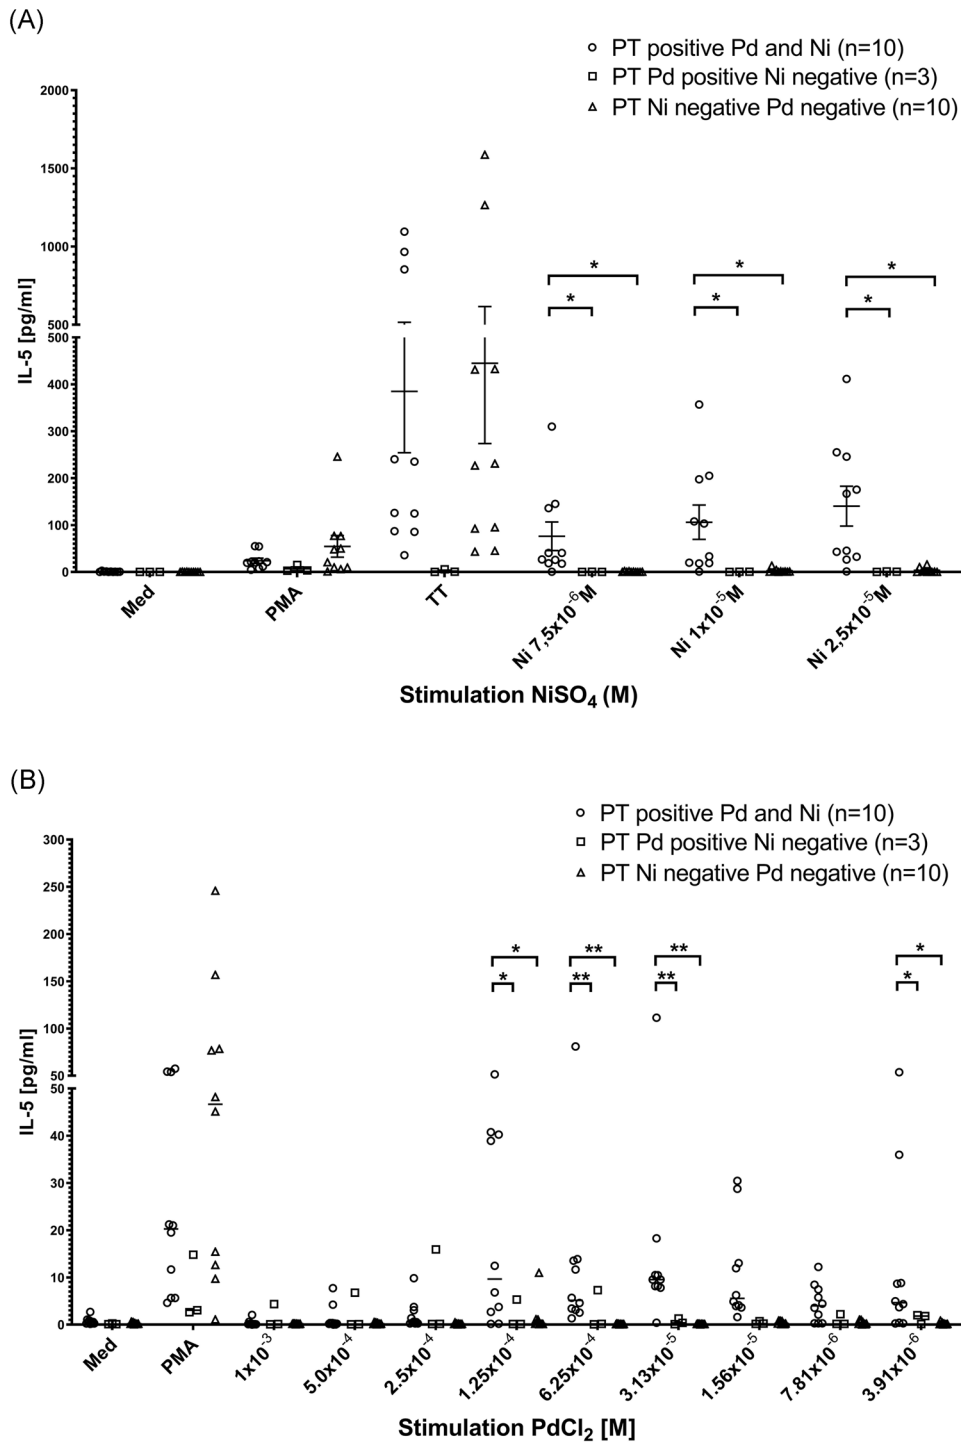 (A)
PT positive Pd and Ni (n=10)
PT Pd positive Ni negative (n=3)
PT Ni negative Pd negative (n=10)
2000
1500
1000
500
500
400
300
200
100
0
IL-5 [pg/ml]
* * *
* * *
Med PMA TT Ni 7,5x10⁻⁶M Ni 1x10⁻⁵M Ni 2,5x10⁻⁵M
Stimulation NiSO₄ (M)
(B)
PT positive Pd and Ni (n=10)
PT Pd positive Ni negative (n=3)
PT Ni negative Pd negative (n=10)
300
250
200
150
100
50
50
40
30
20
10
0
IL-5 [pg/ml]
* ** ** *
* ** ** *
Med PMA 1x10⁻³ 5.0x10⁻⁴ 2.5x10⁻⁴ 1.25x10⁻⁴ 6.25x10⁻⁴ 3.13x10⁻⁵ 1.56x10⁻⁵ 7.81x10⁻⁶ 3.91x10⁻⁶
Stimulation PdCl₂ [M]